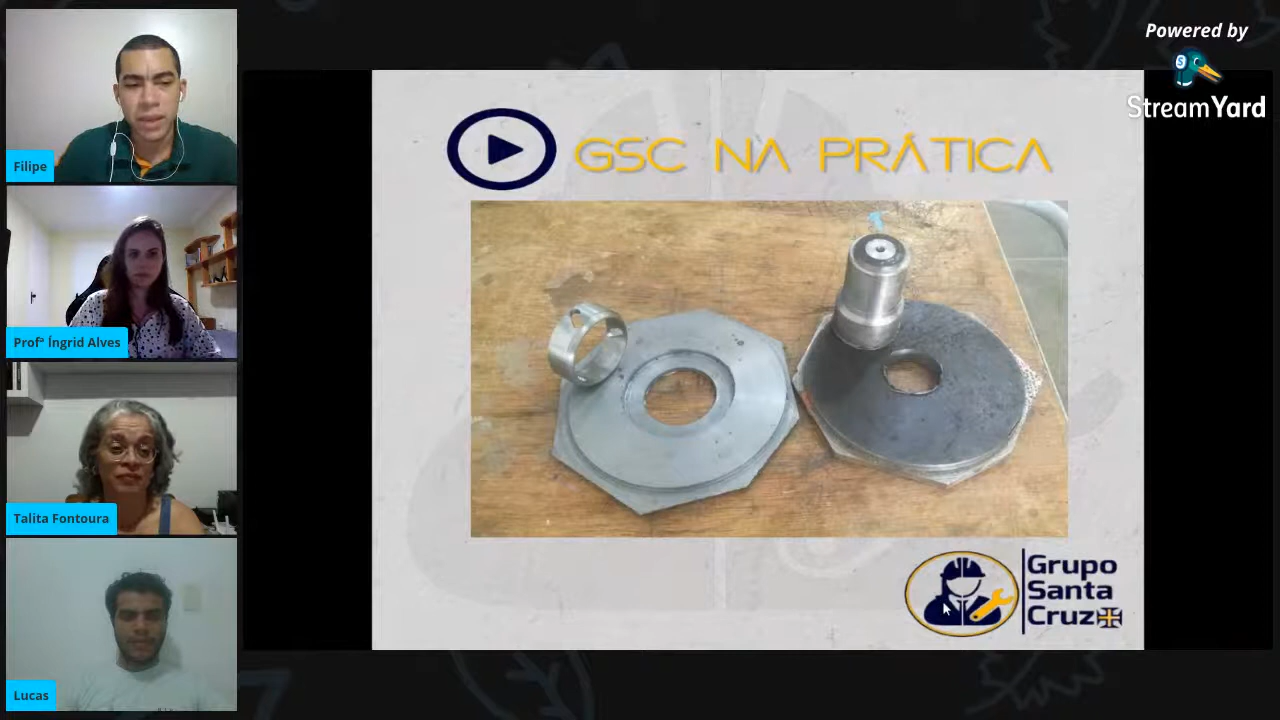 Powered by
StreamYard
Filipe
Profª Íngrid Alves
Talita Fontoura
Lucas
GSC NA PRÁTICA
Grupo
Santa
Cruz